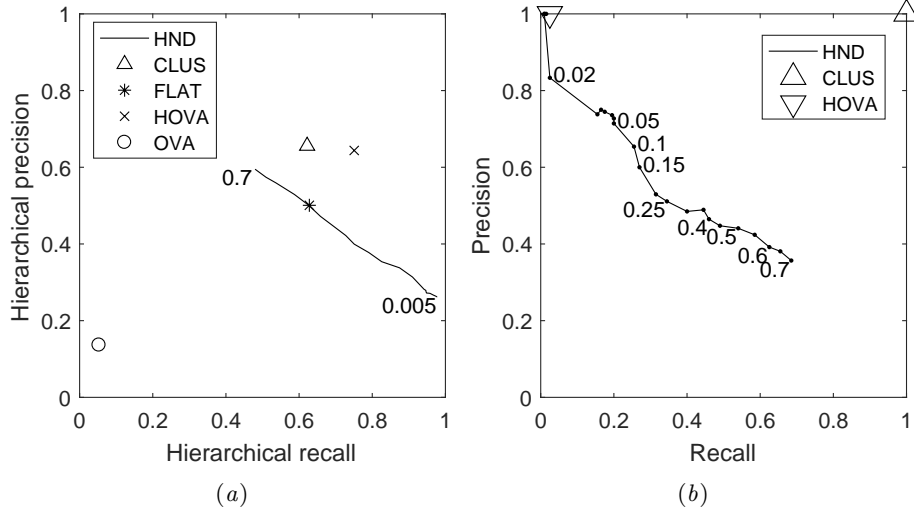 1
0.8
0.6
0.4
0.2
0
Hierarchical precision
HND
CLUS
FLAT
HOVA
OVA
0.7
0.005
0 0.2 0.4 0.6 0.8 1
Hierarchical recall
(a)
1
0.8
0.6
0.4
0.2
0
Precision
HND
CLUS
HOVA
0.02
0.05
0.1
0.15
0.25
0.4
0.5
0.6
0.7
0 0.2 0.4 0.6 0.8 1
Recall
(b)